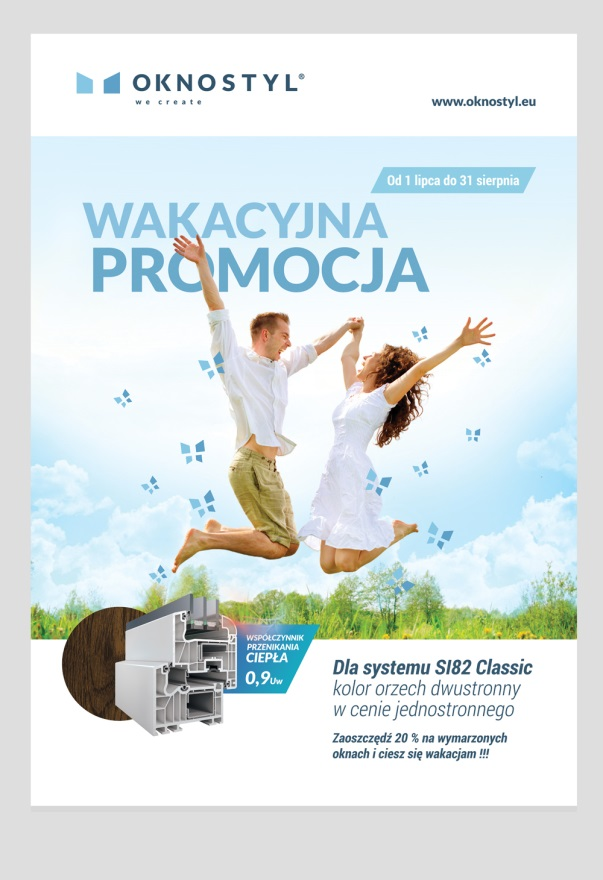 OKNOSTYL®
we create
www.oknostyl.eu
Od 1 lipca do 31 sierpnia
WAKACYJNA
PROMOCJA
WSPÓŁCZYNNIK
PRZENIKANIA
CIEPŁA
0,9Uw
Dla systemu SI82 Classic
kolor orzech dwustronny
w cenie jednostronnego
Zaoszczędź 20 % na wymarzonych
oknach i ciesz się wakacjam !!!